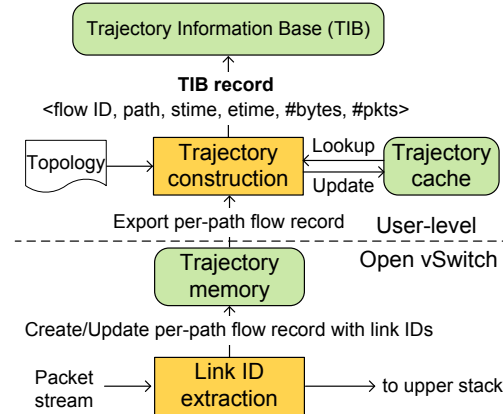 Trajectory Information Base (TIB)
TIB record
<flow ID, path, stime, etime, #bytes, #pkts>
Topology
Trajectory
construction
Lookup
Update
Trajectory
cache
Export per-path flow record
User-level
Open vSwitch
Trajectory
memory
Create/Update per-path flow record with link IDs
Packet
stream
Link ID
extraction
to upper stack